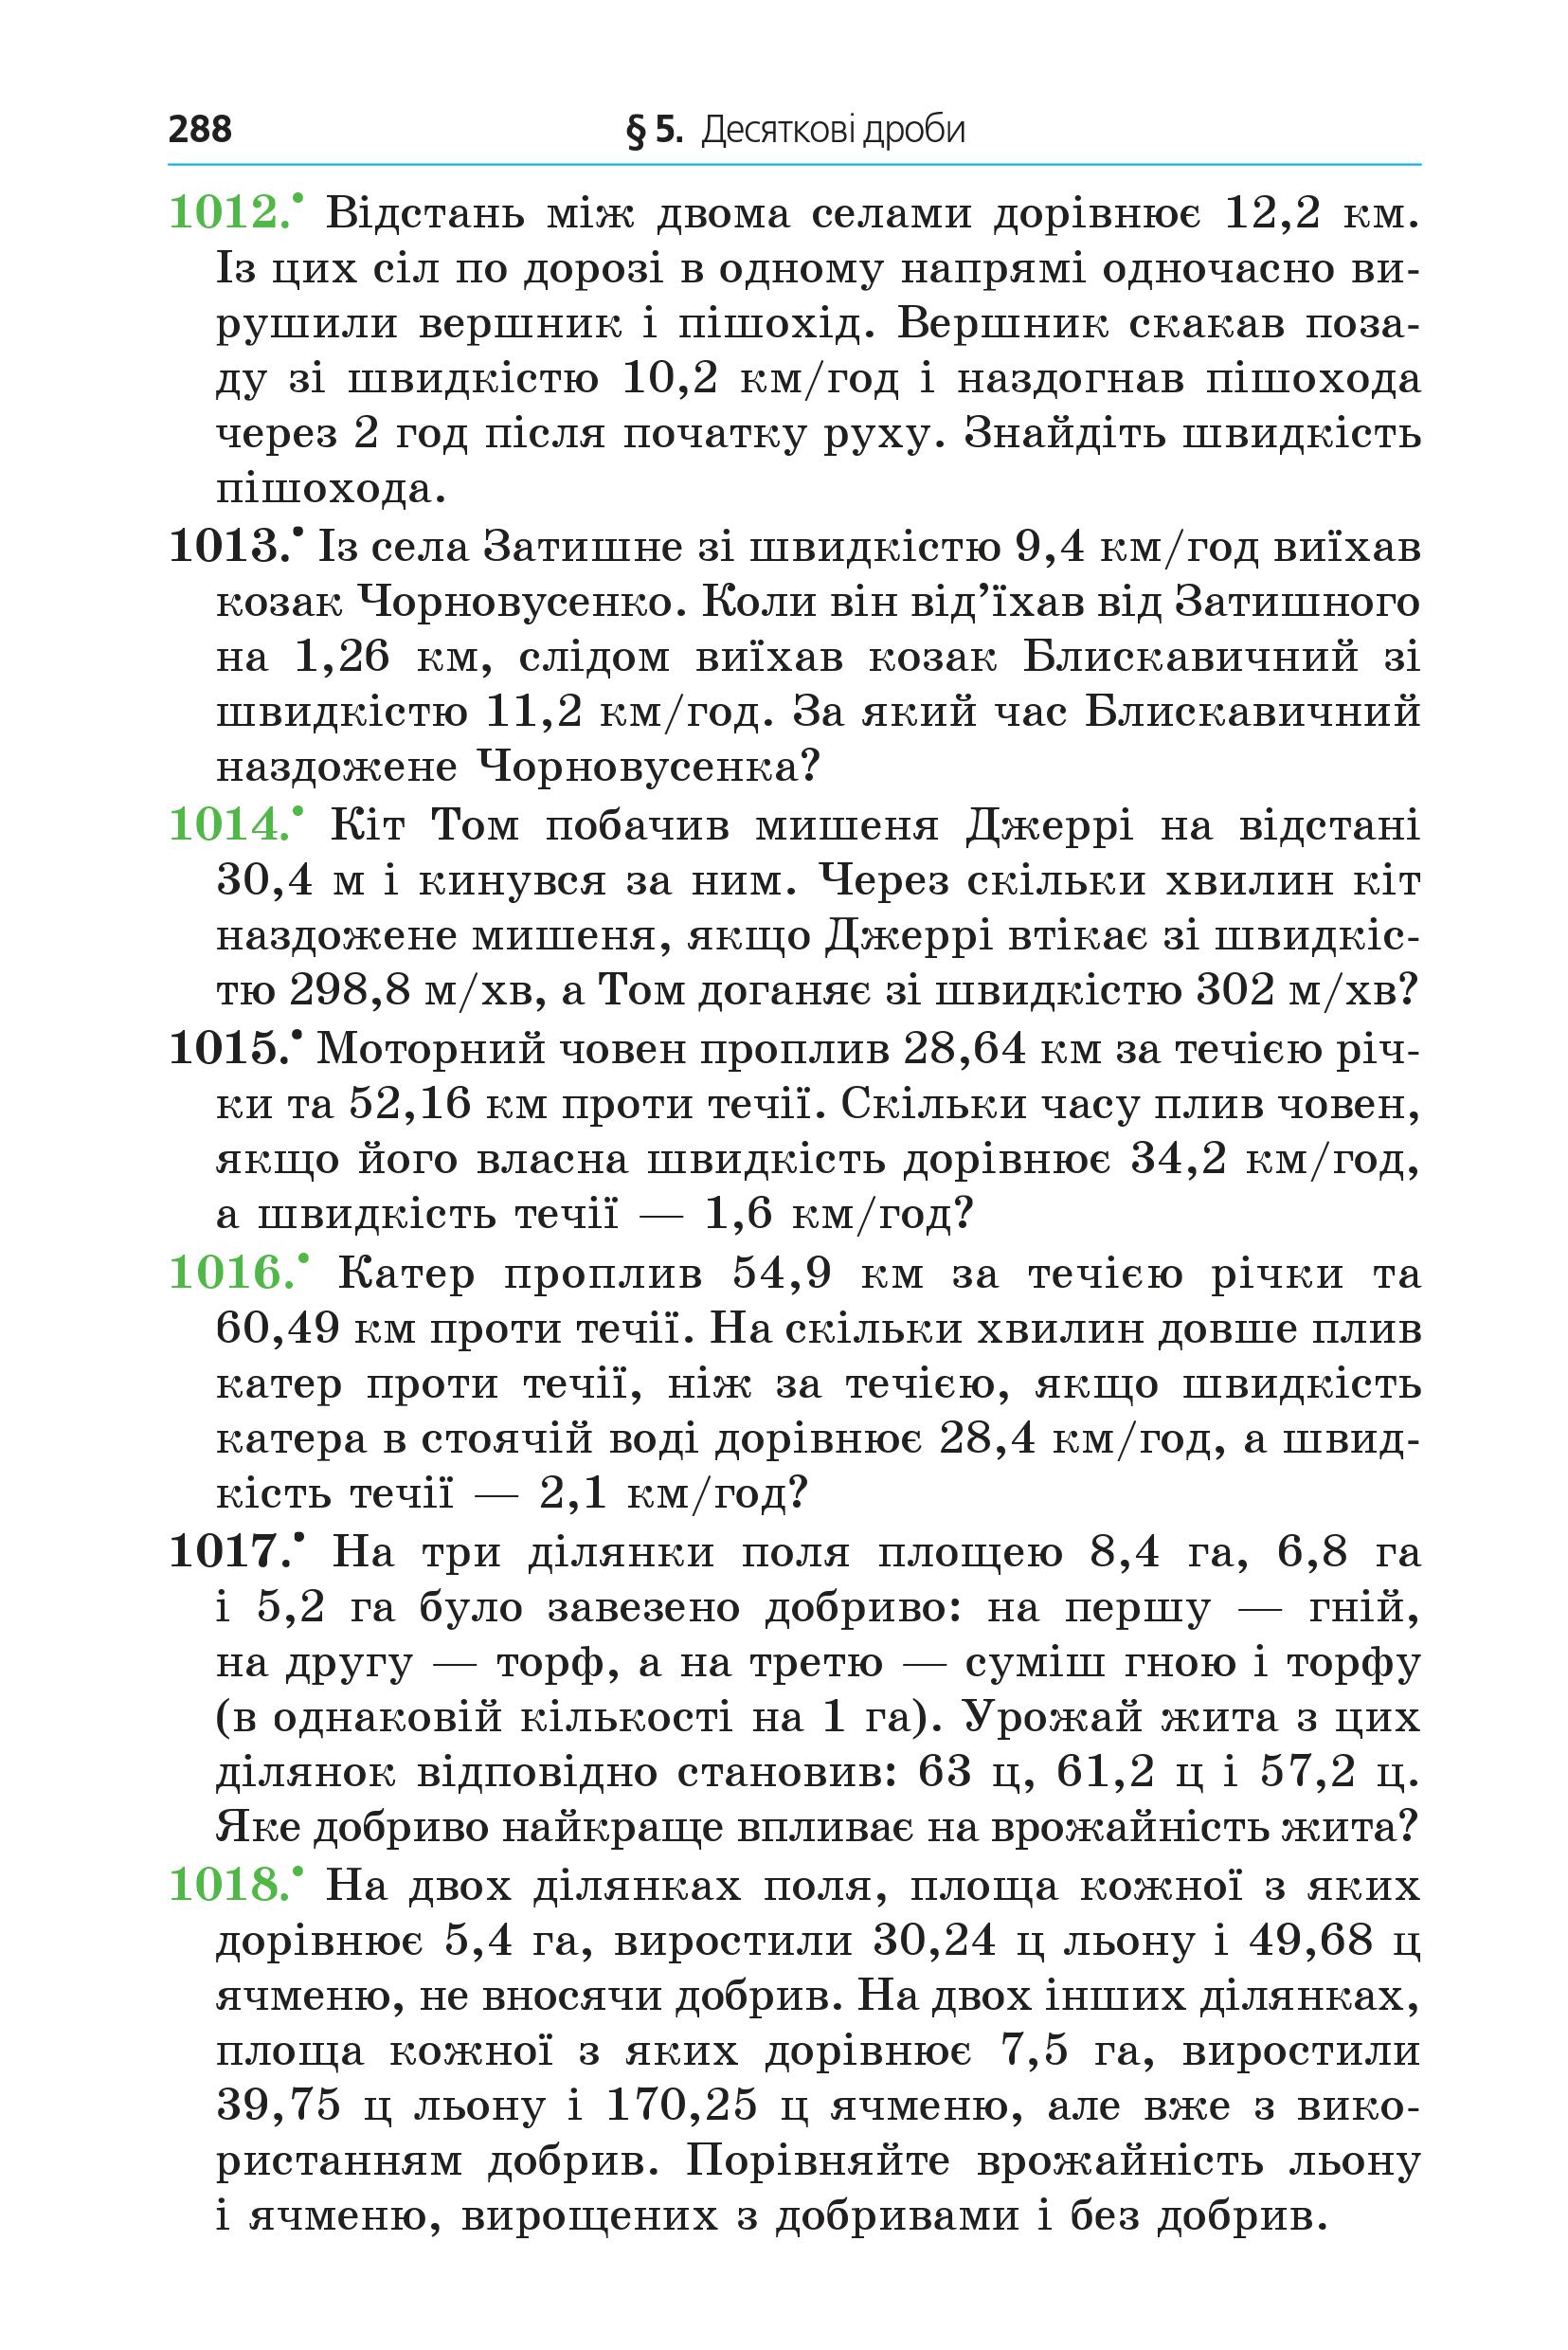 288 § 5. Десяткові дроби
1012.• Відстань між двома селами дорівнює 12,2 км.
Із цих сіл по дорозі в одному напрямі одночасно ви-
рушили вершник і пішохід. Вершник скакав поза-
ду зі швидкістю 10,2 км/год і наздогнав пішохода
через 2 год після початку руху. Знайдіть швидкість
пішохода.
1013.• Із села Затишне зі швидкістю 9,4 км/год виїхав
козак Чорновусенко. Коли він від’їхав від Затишного
на 1,26 км, слідом виїхав козак Блискавичний зі
швидкістю 11,2 км/год. За який час Блискавичний
наздожене Чорновусенка?
1014.• Кіт Том побачив мишеня Джеррі на відстані
30,4 м і кинувся за ним. Через скільки хвилин кіт
наздожене мишеня, якщо Джеррі втікає зі швидкіс-
тю 298,8 м/хв, а Том доганяє зі швидкістю 302 м/хв?
1015.• Моторний човен проплив 28,64 км за течією річ-
ки та 52,16 км проти течії. Скільки часу плив човен,
якщо його власна швидкість дорівнює 34,2 км/год,
а швидкість течії — 1,6 км/год?
1016.• Катер проплив 54,9 км за течією річки та
60,49 км проти течії. На скільки хвилин довше плив
катер проти течії, ніж за течією, якщо швидкість
катера в стоячій воді дорівнює 28,4 км/год, а швид-
кість течії — 2,1 км/год?
1017.• На три ділянки поля площею 8,4 га, 6,8 га
і 5,2 га було завезено добриво: на першу — гній,
на другу — торф, а на третю — суміш гною і торфу
(в однаковій кількості на 1 га). Урожай жита з цих
ділянок відповідно становив: 63 ц, 61,2 ц і 57,2 ц.
Яке добриво найкраще впливає на врожайність жита?
1018.• На двох ділянках поля, площа кожної з яких
дорівнює 5,4 га, виростили 30,24 ц льону і 49,68 ц
ячменю, не вносячи добрив. На двох інших ділянках,
площа кожної з яких дорівнює 7,5 га, виростили
39,75 ц льону і 170,25 ц ячменю, але вже з вико-
ристанням добрив. Порівняйте врожайність льону
і ячменю, вирощених з добривами і без добрив.